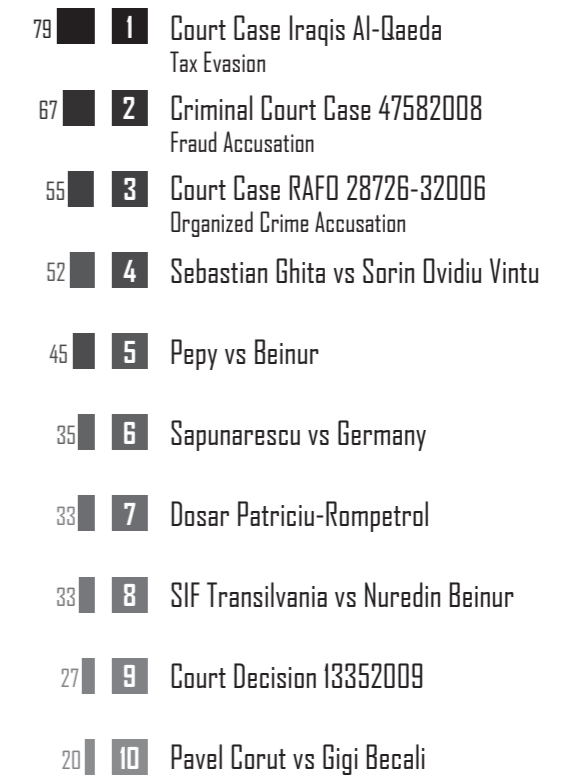 79 1 Court Case Iraqis Al-Qaeda
Tax Evasion
67 2 Criminal Court Case 47582008
Fraud Accusation
55 3 Court Case RAFO 28726-32006
Organized Crime Accusation
52 4 Sebastian Ghita vs Sorin Ovidiu Vintu
45 5 Pepy vs Beinur
35 6 Sapunarescu vs Germany
33 7 Dosar Patriciu-Rompetrol
33 8 SIF Transilvania vs Nuredin Beinur
27 9 Court Decision 13352009
20 10 Pavel Corut vs Gigi Becali